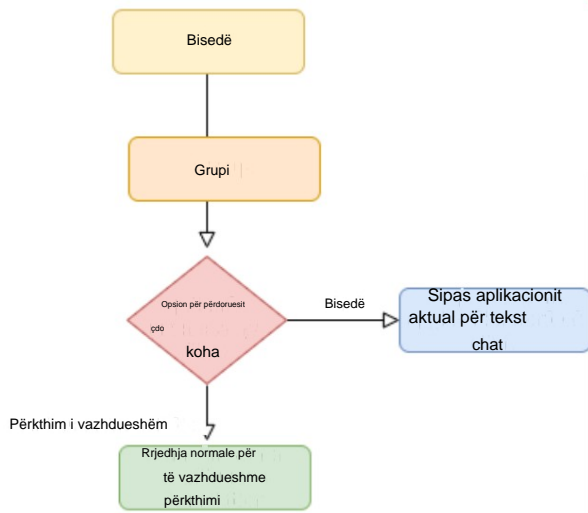 Bisedë
Grupi
Opsion për përdoruesit
çdo
koha
Bisedë
Sipas aplikacionit
aktual për tekst
chat
Përkthim i vazhdueshëm
Rrjedhja normale për
të vazhdueshme
përkthimi